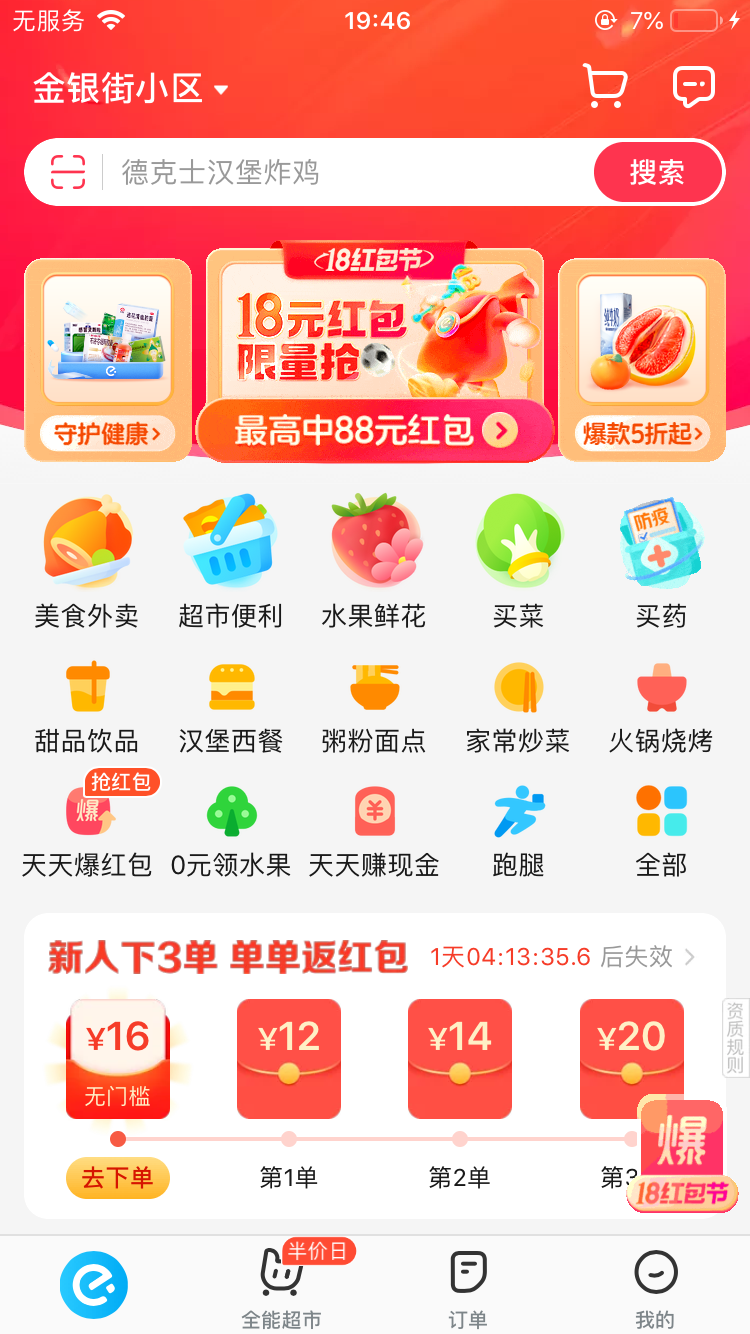 无服务
19:46
7%
金银街小区
德克士汉堡炸鸡
搜索
18红包节
18元红包
限量抢
最高中88元红包
守护健康
纯牛奶
爆款5折起
防疫
美食外卖
超市便利
水果鲜花
买菜
买药
甜品饮品
汉堡西餐
粥粉面点
家常炒菜
火锅烧烤
抢红包
爆
天天爆红包
0元领水果
天天赚现金
跑腿
全部
新人下3单 单单返红包
1天04:13:35.6 后失效
资质规则
¥16
无门槛
¥12
¥14
¥20
去下单
第1单
第2单
第3
爆
18红包节
半价日
全能超市
订单
我的